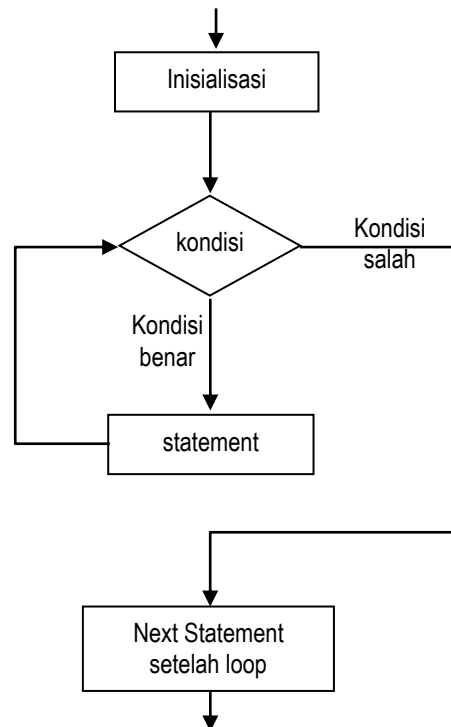 Inisialisasi
kondisi
Kondisi
salah
Kondisi
benar
statement
Next Statement
setelah loop